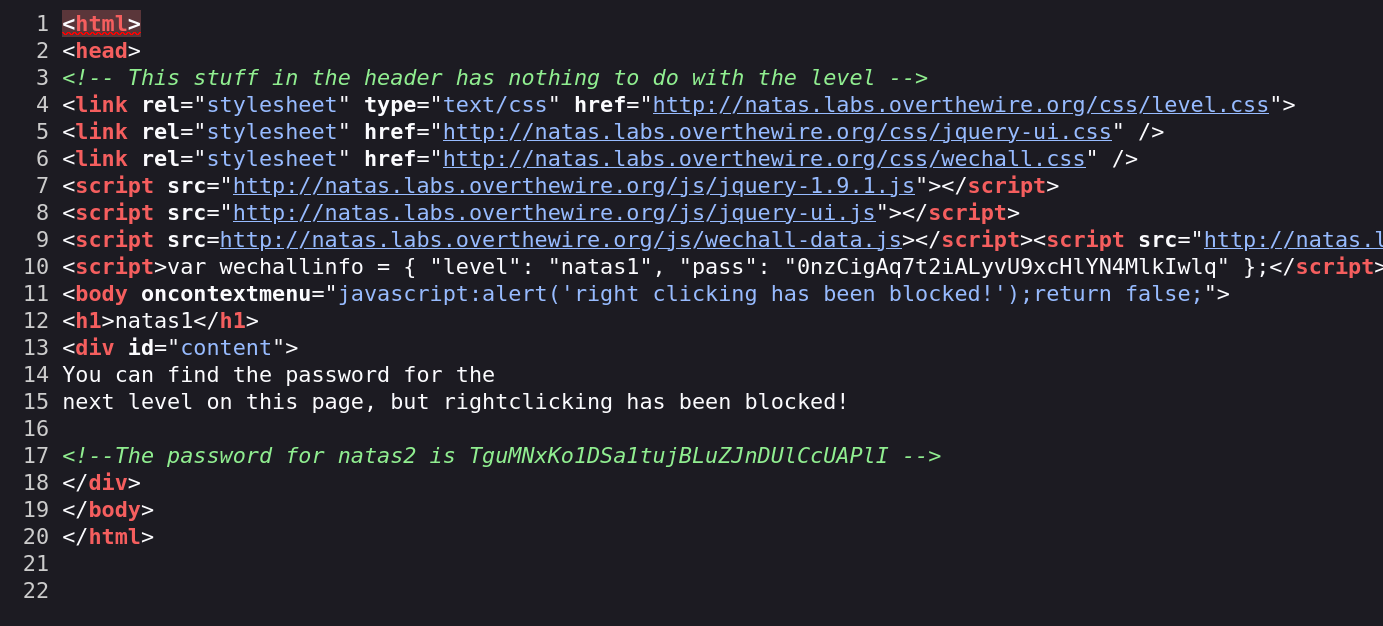 1 <html>
2 <head>
3 <!-- This stuff in the header has nothing to do with the level -->
4 <link rel="stylesheet" type="text/css" href="http://natas.labs.overthewire.org/css/level.css">
5 <link rel="stylesheet" href="http://natas.labs.overthewire.org/css/jquery-ui.css" />
6 <link rel="stylesheet" href="http://natas.labs.overthewire.org/css/wechall.css" />
7 <script src="http://natas.labs.overthewire.org/js/jquery-1.9.1.js"></script>
8 <script src="http://natas.labs.overthewire.org/js/jquery-ui.js"></script>
9 <script src=http://natas.labs.overthewire.org/js/wechall-data.js></script><script src="http://natas.l
10 <script>var wechallinfo = { "level": "natas1", "pass": "0nzCigAq7t2iALyvU9xcHlYN4MlkIwlq" };</script>
11 <body oncontextmenu="javascript:alert('right clicking has been blocked!');return false;">
12 <h1>natas1</h1>
13 <div id="content">
14 You can find the password for the
15 next level on this page, but rightclicking has been blocked!
16
17 <!--The password for natas2 is TguMNxKo1DSa1tujBLuZJnDUlCcUAPlI -->
18 </div>
19 </body>
20 </html>
21
22